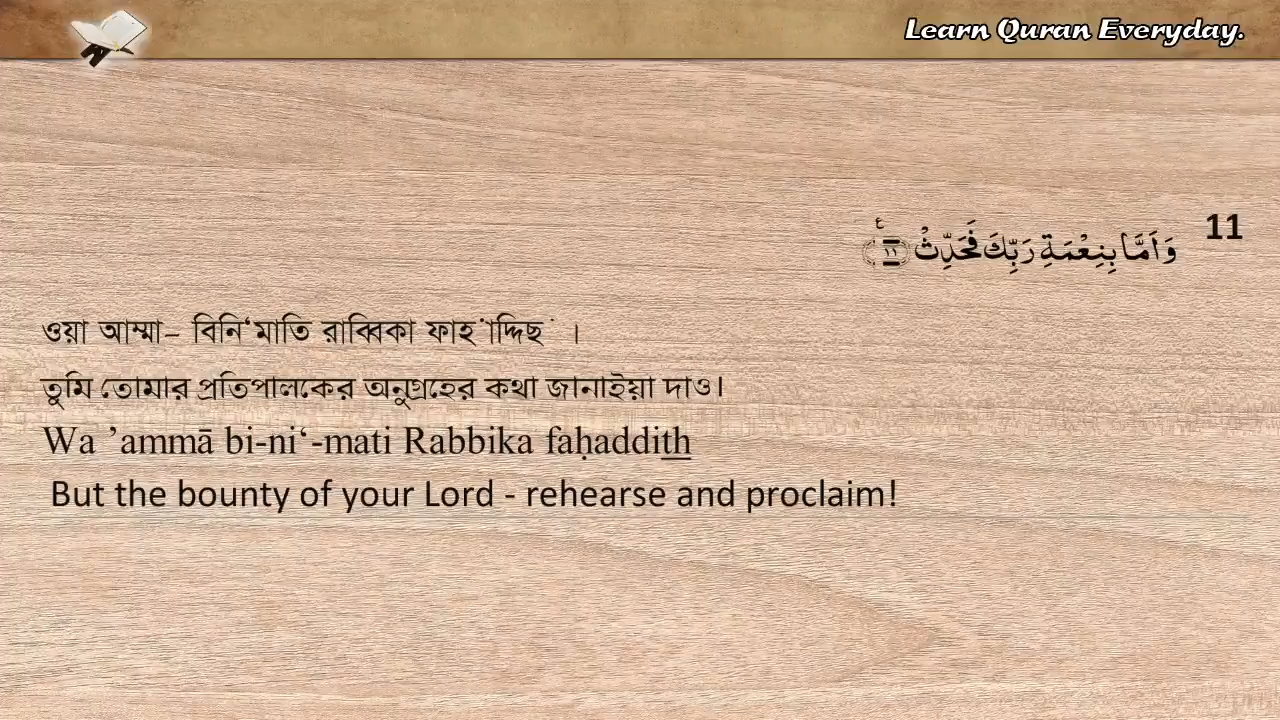 Learn Quran Everyday.
11
وَاَمَّا بِنِعْمَةِ رَبِّكَ فَحَدِّثْ ﴿۱۱﴾ ع
ওয়া আম্মা– বিনি‘মাতি রাব্বিকা ফাহ'াদ্দিছ ।
তুমি তোমার প্রতিপালকের অনুগ্রহের কথা জানাইয়া দাও।
Wa ’ammā bi-ni‘-mati Rabbika faḥaddith
But the bounty of your Lord - rehearse and proclaim!